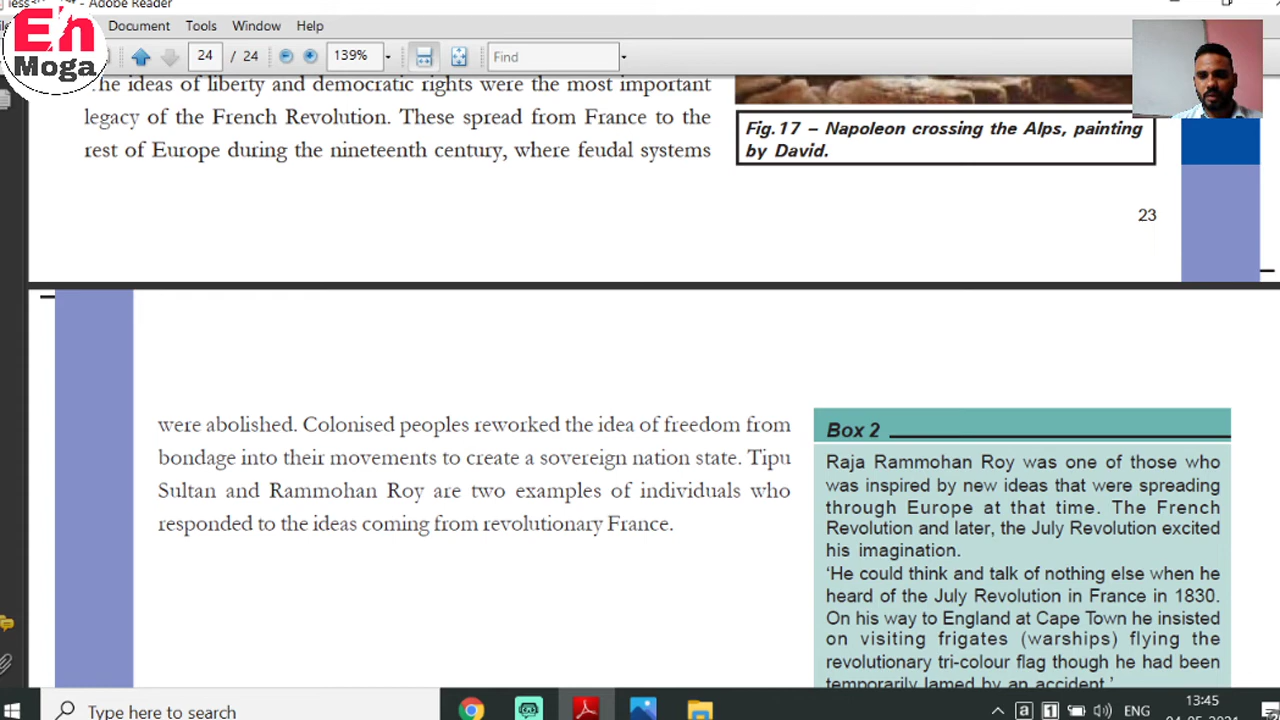 Adobe Reader
Document Tools Window Help
En
Moga
24 / 24 139% Find
The ideas of liberty and democratic rights were the most important
legacy of the French Revolution. These spread from France to the
rest of Europe during the nineteenth century, where feudal systems
Fig.17 – Napoleon crossing the Alps, painting
by David.
23
were abolished. Colonised peoples reworked the idea of freedom from
bondage into their movements to create a sovereign nation state. Tipu
Sultan and Rammohan Roy are two examples of individuals who
responded to the ideas coming from revolutionary France.
Box 2
Raja Rammohan Roy was one of those who
was inspired by new ideas that were spreading
through Europe at that time. The French
Revolution and later, the July Revolution excited
his imagination.
‘He could think and talk of nothing else when he
heard of the July Revolution in France in 1830.
On his way to England at Cape Town he insisted
on visiting frigates (warships) flying the
revolutionary tri-colour flag though he had been
temporarily lamed by an accident.’
Type here to search
ENG
13:45